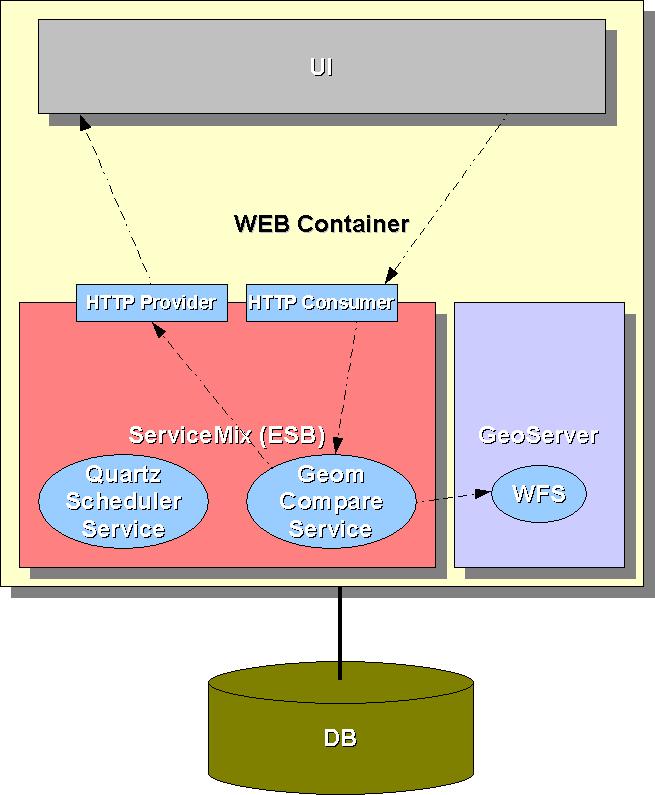 UI
WEB Container
HTTP Provider
HTTP Consumer
ServiceMix (ESB)
GeoServer
Quartz
Scheduler
Service
Geom
Compare
Service
WFS
DB